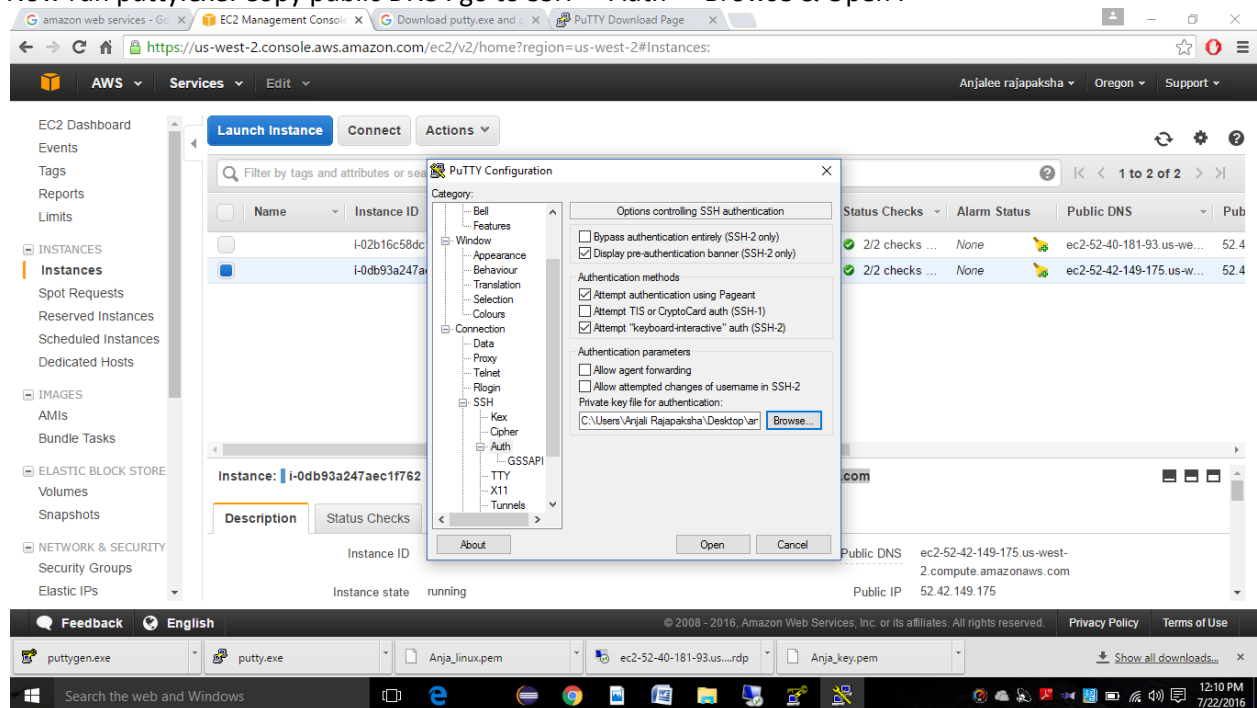 Now run putty.exe. Copy public DNS . go to SSH Auth Browse & Open .
amazon web services - Go
EC2 Management Console
Download putty.exe and p
PuTTY Download Page
https://us-west-2.console.aws.amazon.com/ec2/v2/home?region=us-west-2#Instances:
AWS
Services
Edit
Anjalee rajapaksha
Oregon
Support
EC2 Dashboard
Events
Tags
Reports
Limits
INSTANCES
Instances
Spot Requests
Reserved Instances
Scheduled Instances
Dedicated Hosts
IMAGES
AMIs
Bundle Tasks
ELASTIC BLOCK STORE
Volumes
Snapshots
NETWORK & SECURITY
Security Groups
Elastic IPs
Launch Instance
Connect
Actions
Filter by tags and attributes or sea
1 to 2 of 2
Name
Instance ID
Status Checks
Alarm Status
Public DNS
Pub
i-02b16c58dc
2/2 checks ...
None
ec2-52-40-181-93.us-we...
52.4
i-0db93a247a
2/2 checks ...
None
ec2-52-42-149-175.us-w...
52.4
PuTTY Configuration
Category:
Bell
Features
Window
Appearance
Behaviour
Translation
Selection
Colours
Connection
Data
Proxy
Telnet
Rlogin
SSH
Kex
Cipher
Auth
GSSAPI
TTY
X11
Tunnels
Options controlling SSH authentication
Bypass authentication entirely (SSH-2 only)
Display pre-authentication banner (SSH-2 only)
Authentication methods
Attempt authentication using Pageant
Attempt TIS or CryptoCard auth (SSH-1)
Attempt "keyboard-interactive" auth (SSH-2)
Authentication parameters
Allow agent forwarding
Allow attempted changes of username in SSH-2
Private key file for authentication:
C:\Users\Anjali Rajapaksha\Desktop\ar
Browse...
About
Open
Cancel
Instance: i-0db93a247aec1f762
.com
Description
Status Checks
Instance ID
Public DNS
ec2-52-42-149-175.us-west-
2.compute.amazonaws.com
Instance state
running
Public IP
52.42.149.175
Feedback
English
© 2008 - 2016, Amazon Web Services, Inc. or its affiliates. All rights reserved.
Privacy Policy
Terms of Use
puttygen.exe
putty.exe
Anja_linux.pem
ec2-52-40-181-93.us....rdp
Anja_key.pem
Show all downloads...
Search the web and Windows
12:10 PM
7/22/2016